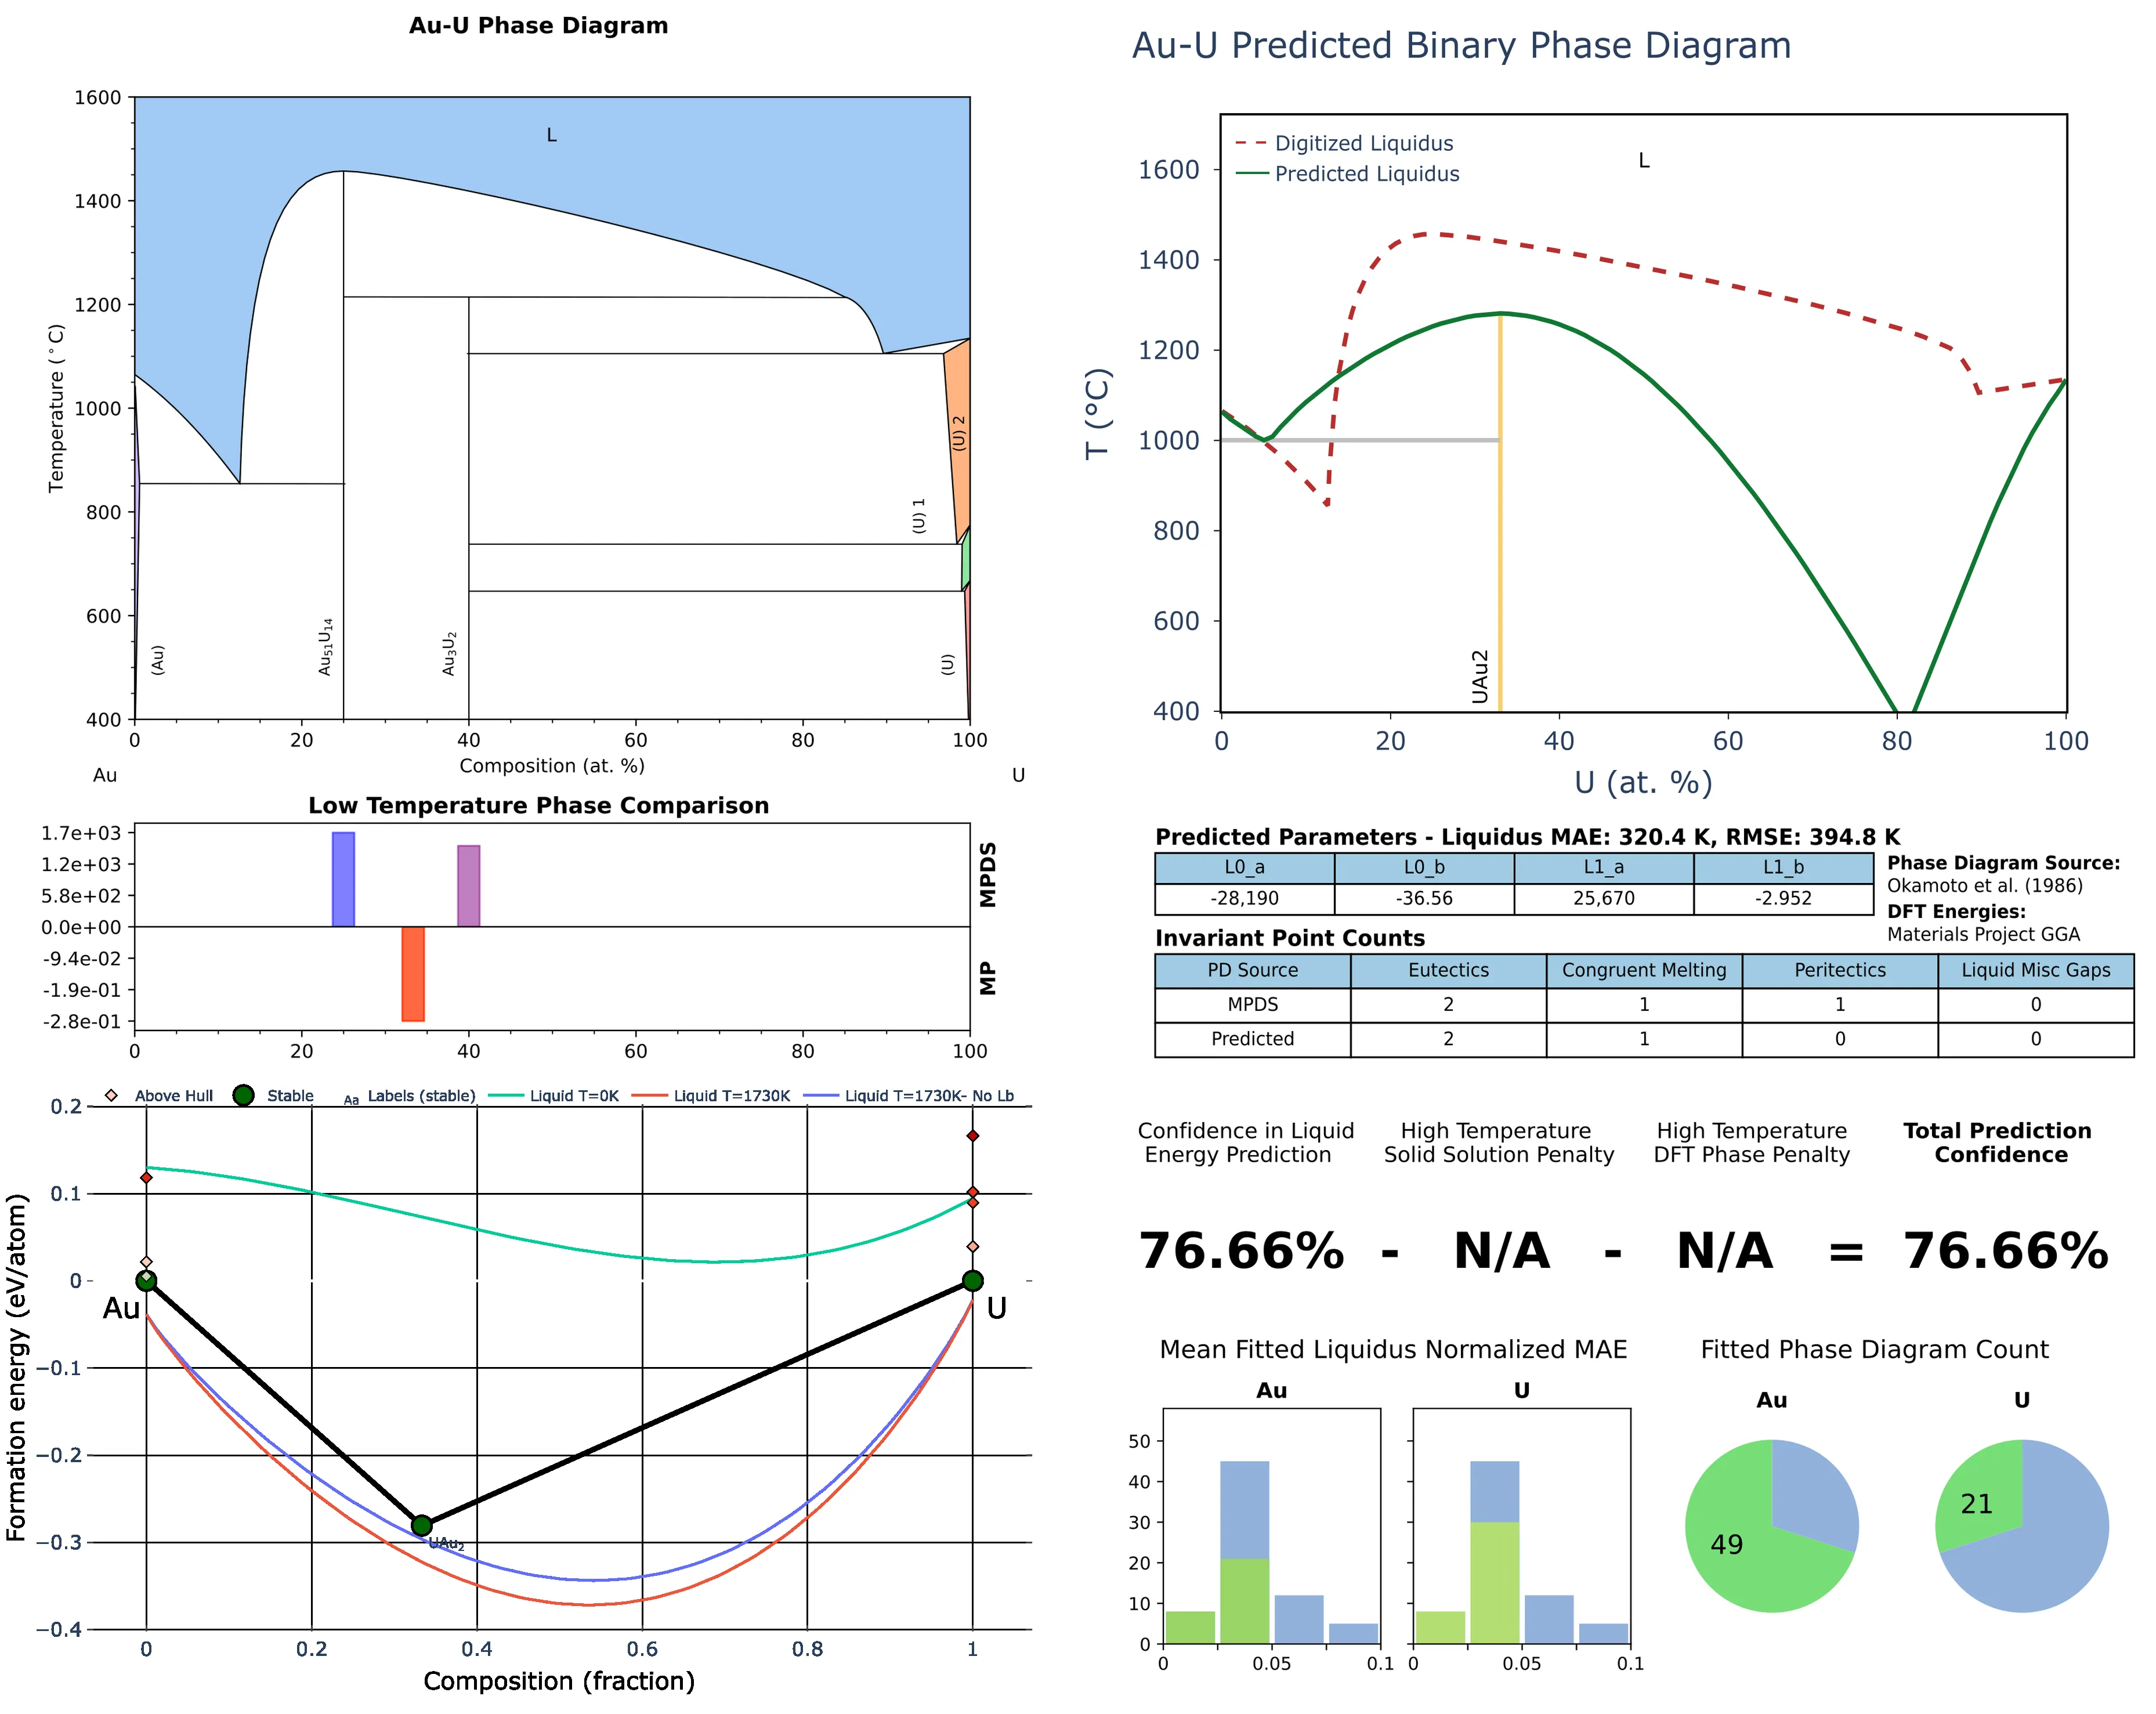 Au-U Phase Diagram
1600
1400
1200
1000
800
600
400
Temperature (°C)
L
(Au)
Au51U14
Au3U2
(U) 1
(U) 2
(U)
0 20 40 60 80 100
Composition (at. %)
Au U
Low Temperature Phase Comparison
1.7e+03
1.2e+03
5.8e+02
0.0e+00
-9.4e-02
-1.9e-01
-2.8e-01
MPDS
MP
0 20 40 60 80 100
Above Hull Stable Aa Labels (stable) Liquid T=0K Liquid T=1730K Liquid T=1730K- No Lb
0.2
0.1
0
−0.1
−0.2
−0.3
−0.4
Formation energy (eV/atom)
Au U
UAu2
0 0.2 0.4 0.6 0.8 1
Composition (fraction)
Au-U Predicted Binary Phase Diagram
Digitized Liquidus
Predicted Liquidus
L
1600
1400
1200
1000
800
600
400
T (°C)
UAu2
0 20 40 60 80 100
U (at. %)
Predicted Parameters - Liquidus MAE: 320.4 K, RMSE: 394.8 K
L0_a L0_b L1_a L1_b
-28,190 -36.56 25,670 -2.952
Phase Diagram Source:
Okamoto et al. (1986)
DFT Energies:
Materials Project GGA
Invariant Point Counts
PD Source Eutectics Congruent Melting Peritectics Liquid Misc Gaps
MPDS 2 1 1 0
Predicted 2 1 0 0
Confidence in Liquid High Temperature High Temperature Total Prediction
Energy Prediction Solid Solution Penalty DFT Phase Penalty Confidence
76.66% - N/A - N/A = 76.66%
Mean Fitted Liquidus Normalized MAE
Au U
50
40
30
20
10
0
0 0.05 0.1 0 0.05 0.1
Fitted Phase Diagram Count
Au U
49 21